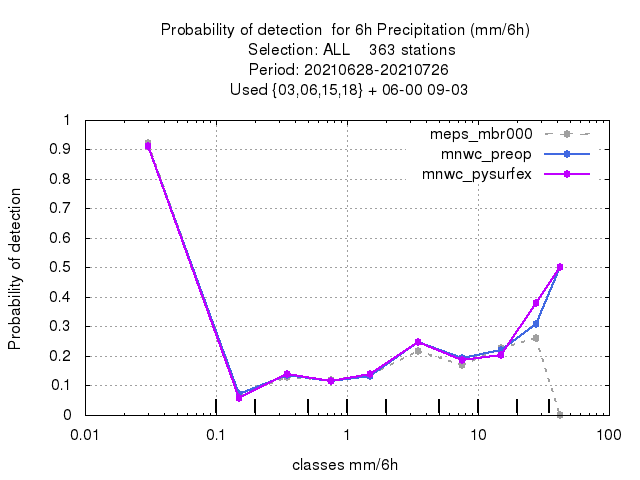 Probability of detection  for 6h Precipitation (mm/6h)
Selection: ALL    363 stations
Period: 20210628-20210726
Used {03,06,15,18} + 06-00 09-03
meps_mbr000
mnwc_preop
mnwc_pysurfex
Probability of detection
1
0.9
0.8
0.7
0.6
0.5
0.4
0.3
0.2
0.1
0
0.01 0.1 1 10 100
classes mm/6h